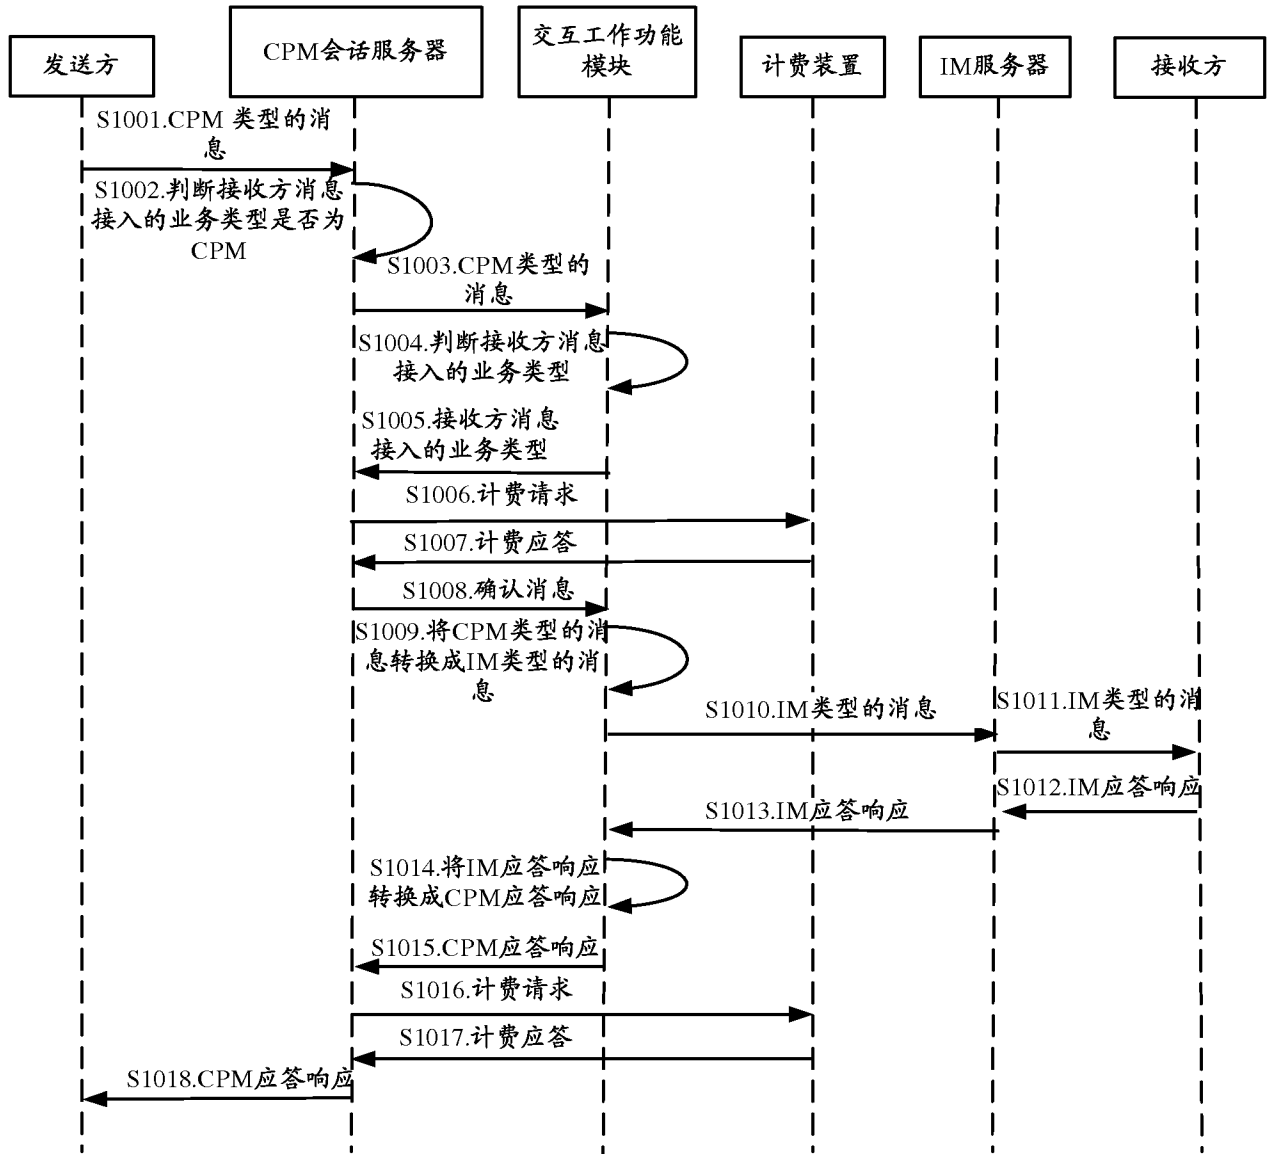 发送方
CPM会话服务器
交互工作功能
模块
计费装置
IM服务器
接收方
S1001.CPM 类型的消
息
S1002.判断接收方消息
接入的业务类型是否为
CPM
S1003.CPM类型的
消息
S1004.判断接收方消息
接入的业务类型
S1005.接收方消息
接入的业务类型
S1006.计费请求
S1007.计费应答
S1008.确认消息
S1009.将CPM类型的消
息转换成IM类型的消
息
S1010.IM类型的消息
S1011.IM类型的消
息
S1012.IM应答响应
S1013.IM应答响应
S1014.将IM应答响应
转换成CPM应答响应
S1015.CPM应答响应
S1016.计费请求
S1017.计费应答
S1018.CPM应答响应